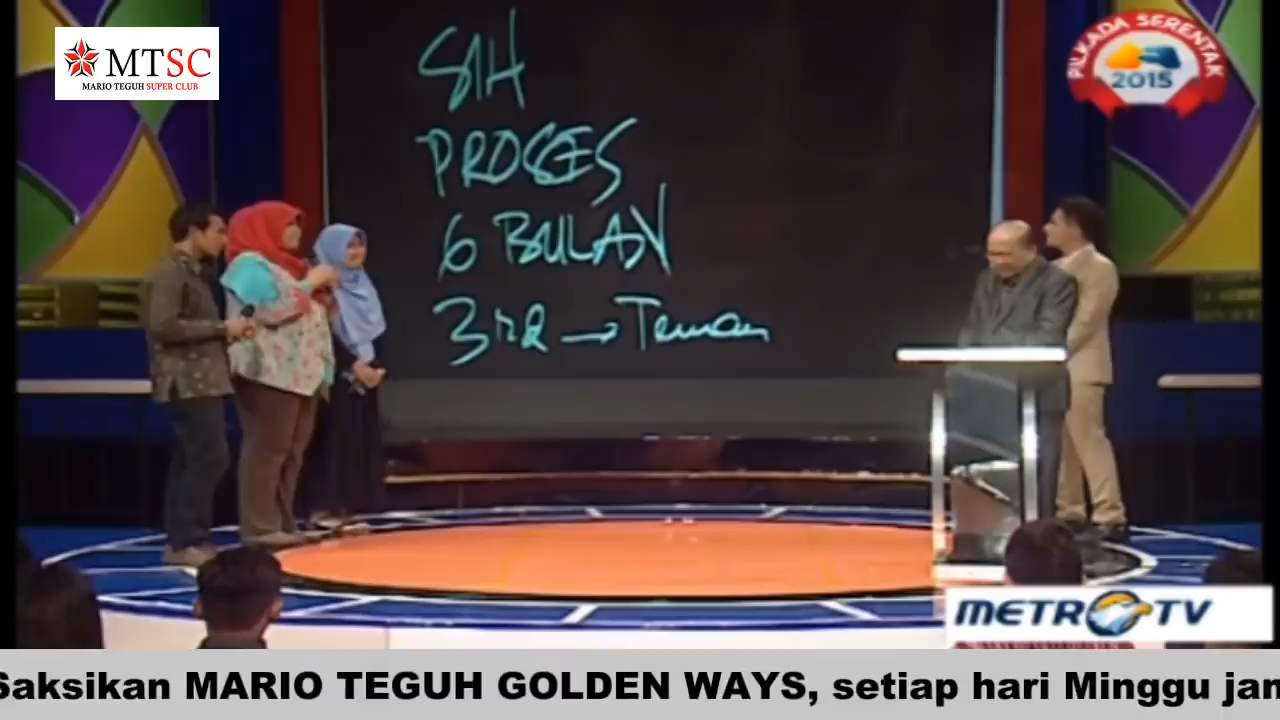 MTSC
MARIO TEGUH SUPER CLUB
PILKADA SERENTAK
2015
SIH
PROSES
6 BULAN
3RD → Teman
METRO TV
Saksikan MARIO TEGUH GOLDEN WAYS, setiap hari Minggu jam